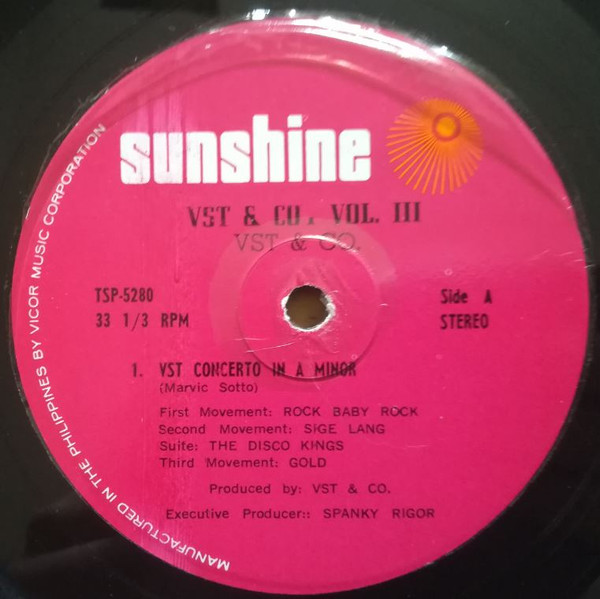 sunshine
VST & CO. VOL. III
VST & CO.
TSP-5280
33 1/3 RPM
Side A
STEREO
1. VST CONCERTO IN A MINOR
(Marvic Sotto)
First Movement: ROCK BABY ROCK
Second Movement: SIGE LANG
Suite: THE DISCO KINGS
Third Movement: GOLD
Produced by: VST & CO.
Executive Producer:: SPANKY RIGOR
MANUFACTURED IN THE PHILIPPINES BY VICOR MUSIC CORPORATION